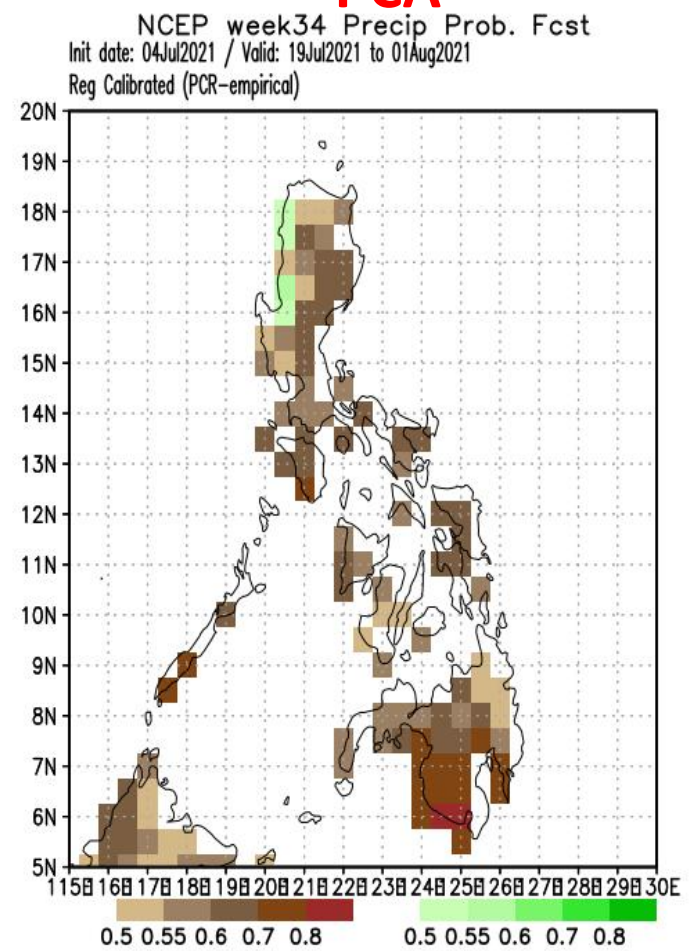 PCA
NCEP week34 Precip Prob. Fcst
Init date: 04Jul2021 / Valid: 19Jul2021 to 01Aug2021
Reg Calibrated (PCR-empirical)
20N
19N
18N
17N
16N
15N
14N
13N
12N
11N
10N
9N
8N
7N
6N
5N
115E 116E 117E 118E 119E 120E 121E 122E 123E 124E 125E 126E 127E 128E 129E 130E
0.5 0.55 0.6 0.7 0.8 0.5 0.55 0.6 0.7 0.8